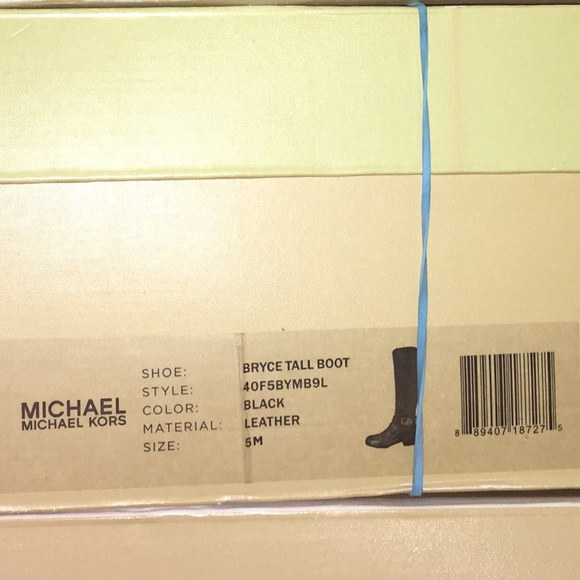 MICHAEL
MICHAEL KORS
SHOE: BRYCE TALL BOOT
STYLE: 40F5BYMB9L
COLOR: BLACK
MATERIAL: LEATHER
SIZE: 5M
8 89407 18727 5